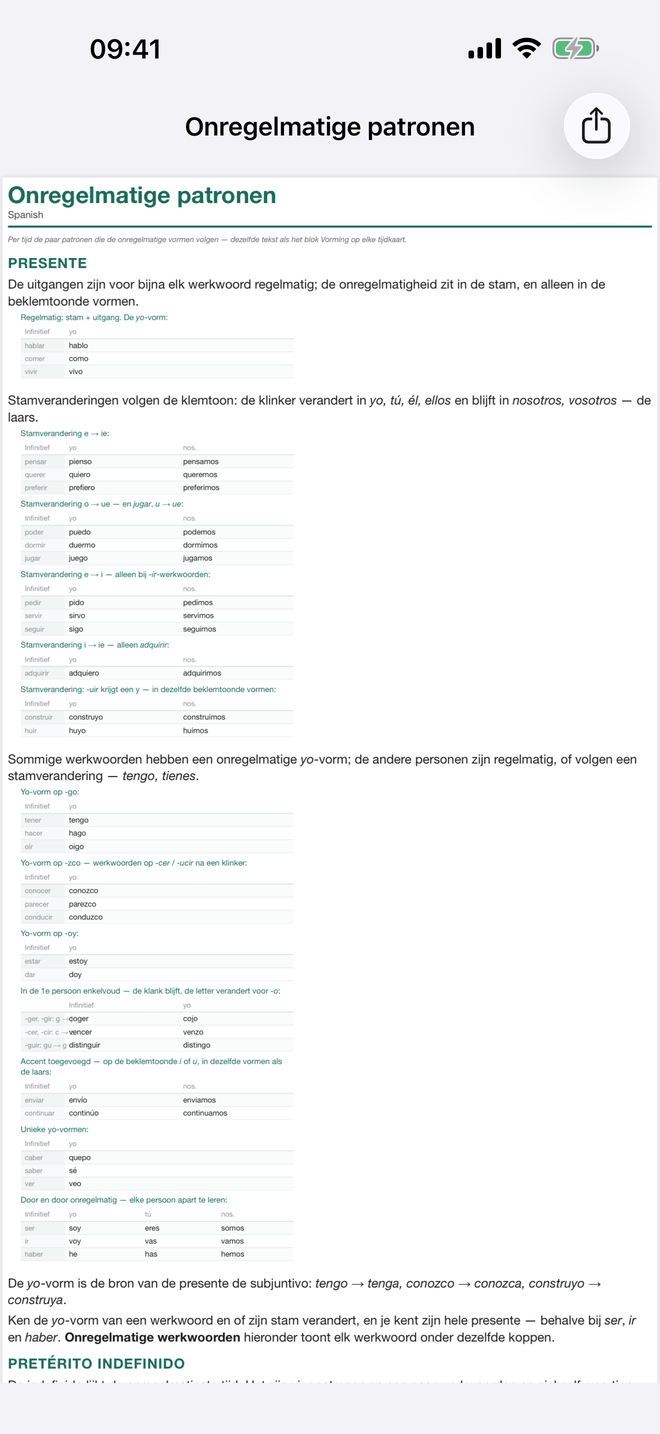 09:41
Onregelmatige patronen
Onregelmatige patronen
Spanish
Per tijd de paar patronen die de onregelmatige vormen volgen — dezelfde tekst als het blok Vorming op elke tijdkaart.
PRESENTE
De uitgangen zijn voor bijna elk werkwoord regelmatig; de onregelmatigheid zit in de stam, en alleen in de
beklemtoonde vormen.
Regelmatig: stam + uitgang. De yo-vorm:
Infinitief yo
hablar hablo
comer como
vivir vivo
Stamveranderingen volgen de klemtoon: de klinker verandert in yo, tú, él, ellos en blijft in nosotros, vosotros — de
laars.
Stamverandering e → ie:
Infinitief yo nos.
pensar pienso pensamos
querer quiero queremos
preferir prefiero preferimos
Stamverandering o → ue — en jugar, u → ue:
Infinitief yo nos.
poder puedo podemos
dormir duermo dormimos
jugar juego jugamos
Stamverandering e → i — alleen bij -ir-werkwoorden:
Infinitief yo nos.
pedir pido pedimos
servir sirvo servimos
seguir sigo seguimos
Stamverandering i → ie — alleen adquirir:
Infinitief yo nos.
adquirir adquiero adquirimos
Stamverandering: -uir krijgt een y — in dezelfde beklemtoonde vormen:
Infinitief yo nos.
construir construyo construimos
huir huyo huimos
Sommige werkwoorden hebben een onregelmatige yo-vorm; de andere personen zijn regelmatig, of volgen een
stamverandering — tengo, tienes.
Yo-vorm op -go:
Infinitief yo
tener tengo
hacer hago
oír oigo
Yo-vorm op -zco — werkwoorden op -cer / -ucir na een klinker:
Infinitief yo
conocer conozco
parecer parezco
conducir conduzco
Yo-vorm op -oy:
Infinitief yo
estar estoy
dar doy
In de 1e persoon enkelvoud — de klank blijft, de letter verandert voor -o:
Infinitief yo
-ger, -gir: g → coger cojo
-cer, -cir: c → vencer venzo
-guir: gu → g distinguir distingo
Accent toegevoegd — op de beklemtoonde i of u, in dezelfde vormen als
de laars:
Infinitief yo nos.
enviar envío enviamos
continuar continúo continuamos
Unieke yo-vormen:
Infinitief yo
caber quepo
saber sé
ver veo
Door en door onregelmatig — elke persoon apart te leren:
Infinitief yo tú nos.
ser soy eres somos
ir voy vas vamos
haber he has hemos
De yo-vorm is de bron van de presente de subjuntivo: tengo → tenga, conozco → conozca, construyo →
construya.
Ken de yo-vorm van een werkwoord en of zijn stam verandert, en je kent zijn hele presente — behalve bij ser, ir
en haber. Onregelmatige werkwoorden hieronder toont elk werkwoord onder dezelfde koppen.
PRETÉRITO INDEFINIDO